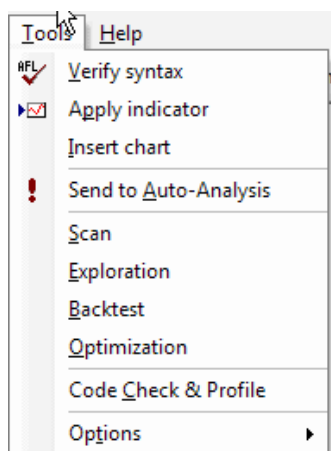 Tools Help
AFL Verify syntax
Apply indicator
Insert chart
Send to Auto-Analysis
Scan
Exploration
Backtest
Optimization
Code Check & Profile
Options